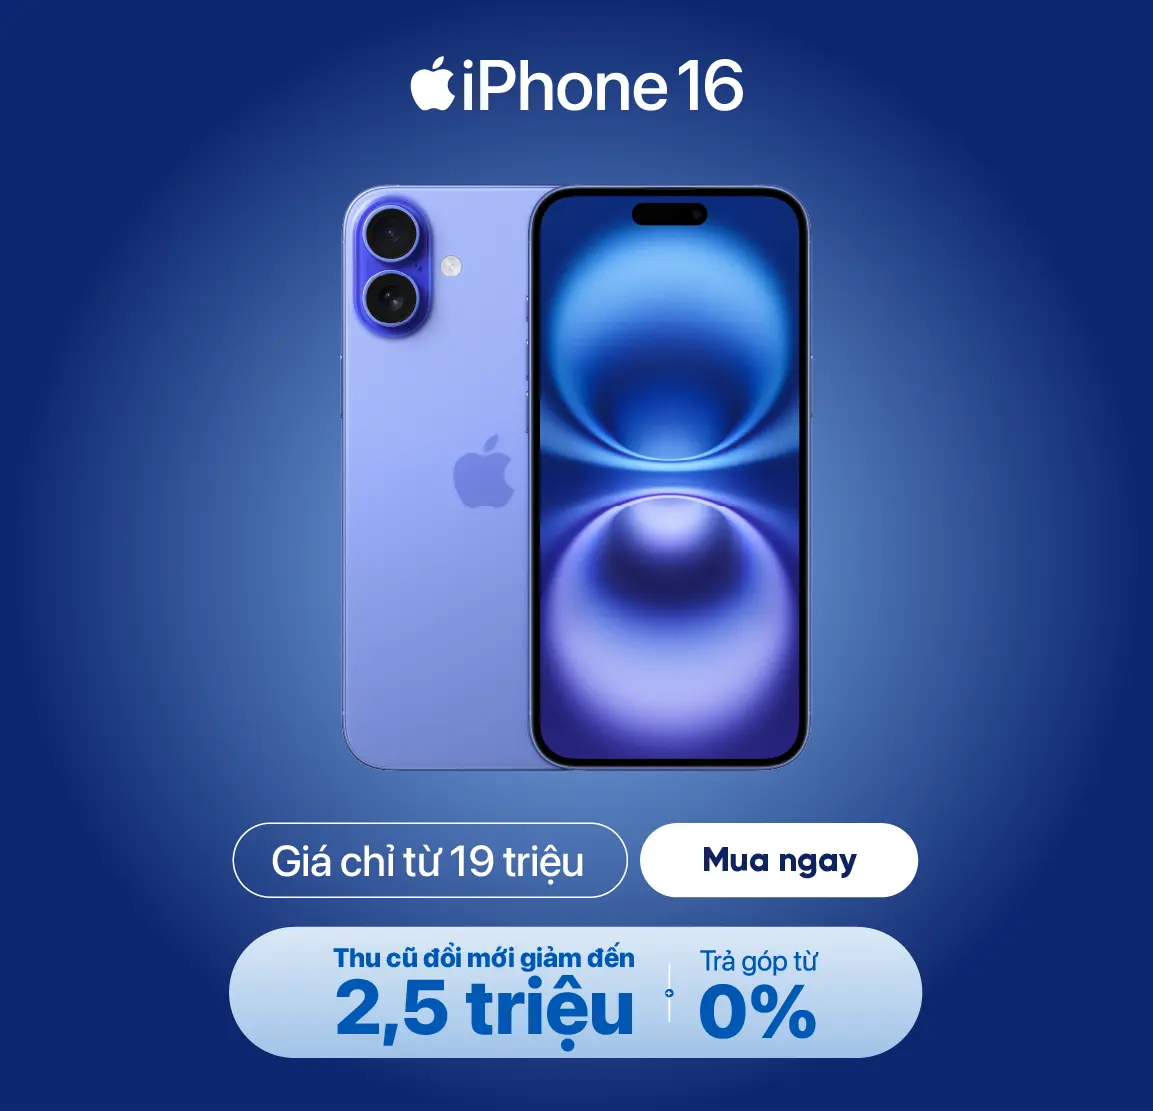 iPhone 16
Giá chỉ từ 19 triệu
Mua ngay
Thu cũ đổi mới giảm đến
2,5 triệu
+
Trả góp từ
0%